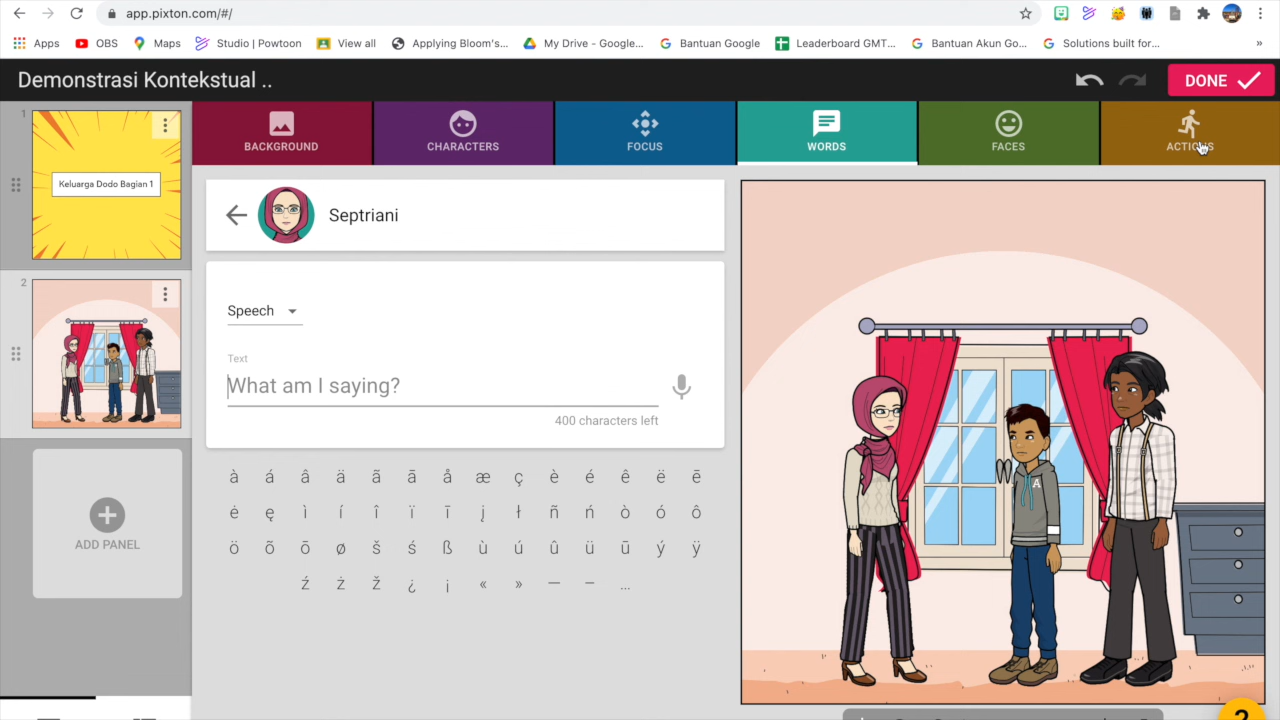 app.pixton.com/#/
Apps OBS Maps Studio | Powtoon View all Applying Bloom's... My Drive - Google... Bantuan Google Leaderboard GMT... Bantuan Akun Go... Solutions built for... »
Demonstrasi Kontekstual ..
DONE
BACKGROUND CHARACTERS FOCUS WORDS FACES ACTIONS
1
Keluarga Dodo Bagian 1
2
ADD PANEL
Septriani
Speech
Text
What am I saying?
400 characters left
à á â ä ã ā å æ ç è é ê ë ē
ė ę ì í î ï ī į ł ñ ń ò ó ô
ö õ ō ø š ś ß ù ú û ü ū ý ÿ
ź ż ž ¿ ¡ « » — – …
A
?